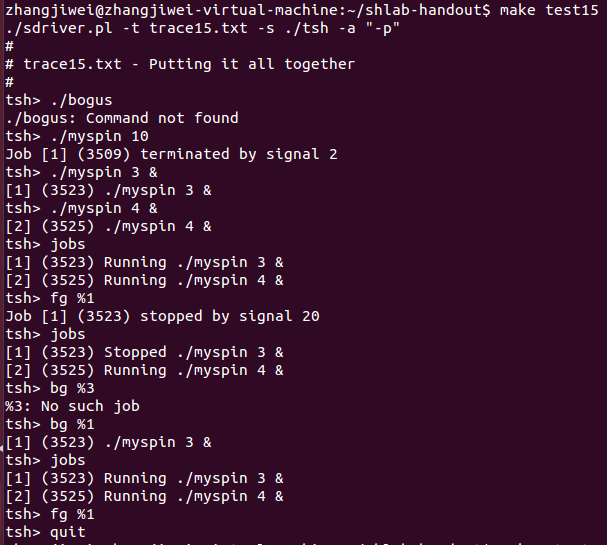 zhangjiwei@zhangjiwei-virtual-machine:~/shlab-handout$ make test15
./sdriver.pl -t trace15.txt -s ./tsh -a "-p"
#
# trace15.txt - Putting it all together
#
tsh> ./bogus
./bogus: Command not found
tsh> ./myspin 10
Job [1] (3509) terminated by signal 2
tsh> ./myspin 3 &
[1] (3523) ./myspin 3 &
tsh> ./myspin 4 &
[2] (3525) ./myspin 4 &
tsh> jobs
[1] (3523) Running ./myspin 3 &
[2] (3525) Running ./myspin 4 &
tsh> fg %1
Job [1] (3523) stopped by signal 20
tsh> jobs
[1] (3523) Stopped ./myspin 3 &
[2] (3525) Running ./myspin 4 &
tsh> bg %3
%3: No such job
tsh> bg %1
[1] (3523) ./myspin 3 &
tsh> jobs
[1] (3523) Running ./myspin 3 &
[2] (3525) Running ./myspin 4 &
tsh> fg %1
tsh> quit